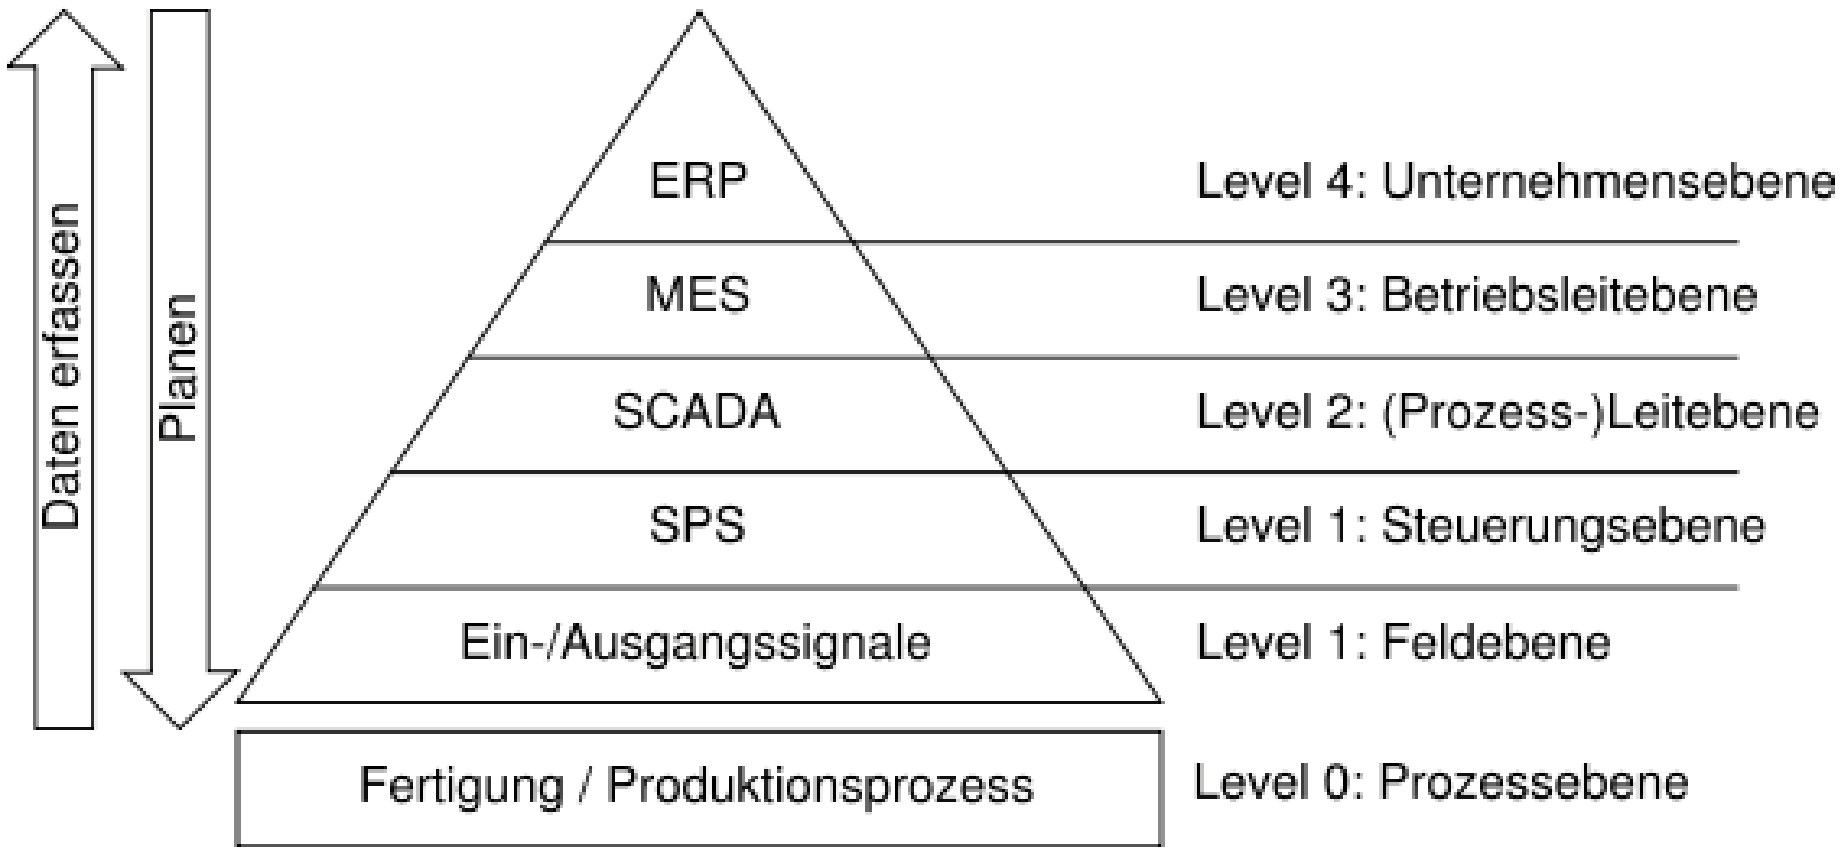 Daten erfassen
Planen
ERP
Level 4: Unternehmensebene
MES
Level 3: Betriebsleitebene
SCADA
Level 2: (Prozess-)Leitebene
SPS
Level 1: Steuerungsebene
Ein-/Ausgangssignale
Level 1: Feldebene
Fertigung / Produktionsprozess
Level 0: Prozessebene